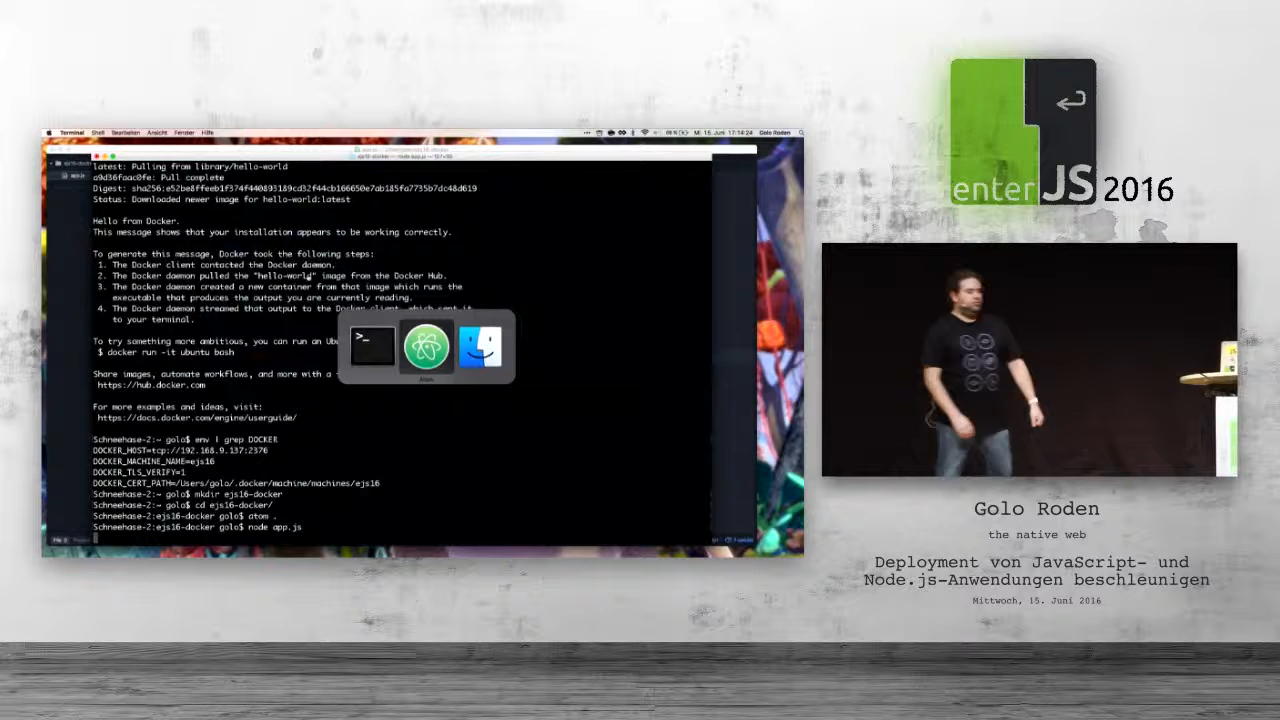 Terminal Shell Bearbeiten Ansicht Fenster Hilfe
Mi 15. Juni 17:14:24 Golo Roden
latest: Pulling from library/hello-world
a9d36faac0fe: Pull complete
Digest: sha256:e52be8ffeeb1f374f440893189cd32f44cb166650e7ab185fa7735b7dc48d619
Status: Downloaded newer image for hello-world:latest
Hello from Docker.
This message shows that your installation appears to be working correctly.
To generate this message, Docker took the following steps:
1. The Docker client contacted the Docker daemon.
2. The Docker daemon pulled the "hello-world" image from the Docker Hub.
3. The Docker daemon created a new container from that image which runs the
executable that produces the output you are currently reading.
4. The Docker daemon streamed that output to the Docker client, which sent it
to your terminal.
To try something more ambitious, you can run an Ubu
$ docker run -it ubuntu bash
Share images, automate workflows, and more with a
https://hub.docker.com
For more examples and ideas, visit:
https://docs.docker.com/engine/userguide/
Schneehase-2:~ golo$ env | grep DOCKER
DOCKER_HOST=tcp://192.168.9.137:2376
DOCKER_MACHINE_NAME=ejs16
DOCKER_TLS_VERIFY=1
DOCKER_CERT_PATH=/Users/golo/.docker/machine/machines/ejs16
Schneehase-2:~ golo$ mkdir ejs16-docker
Schneehase-2:~ golo$ cd ejs16-docker/
Schneehase-2:ejs16-docker golo$ atom .
Schneehase-2:ejs16-docker golo$ node app.js
Atom
enterJS 2016
Golo Roden
the native web
Deployment von JavaScript- und
Node.js-Anwendungen beschleunigen
Mittwoch, 15. Juni 2016